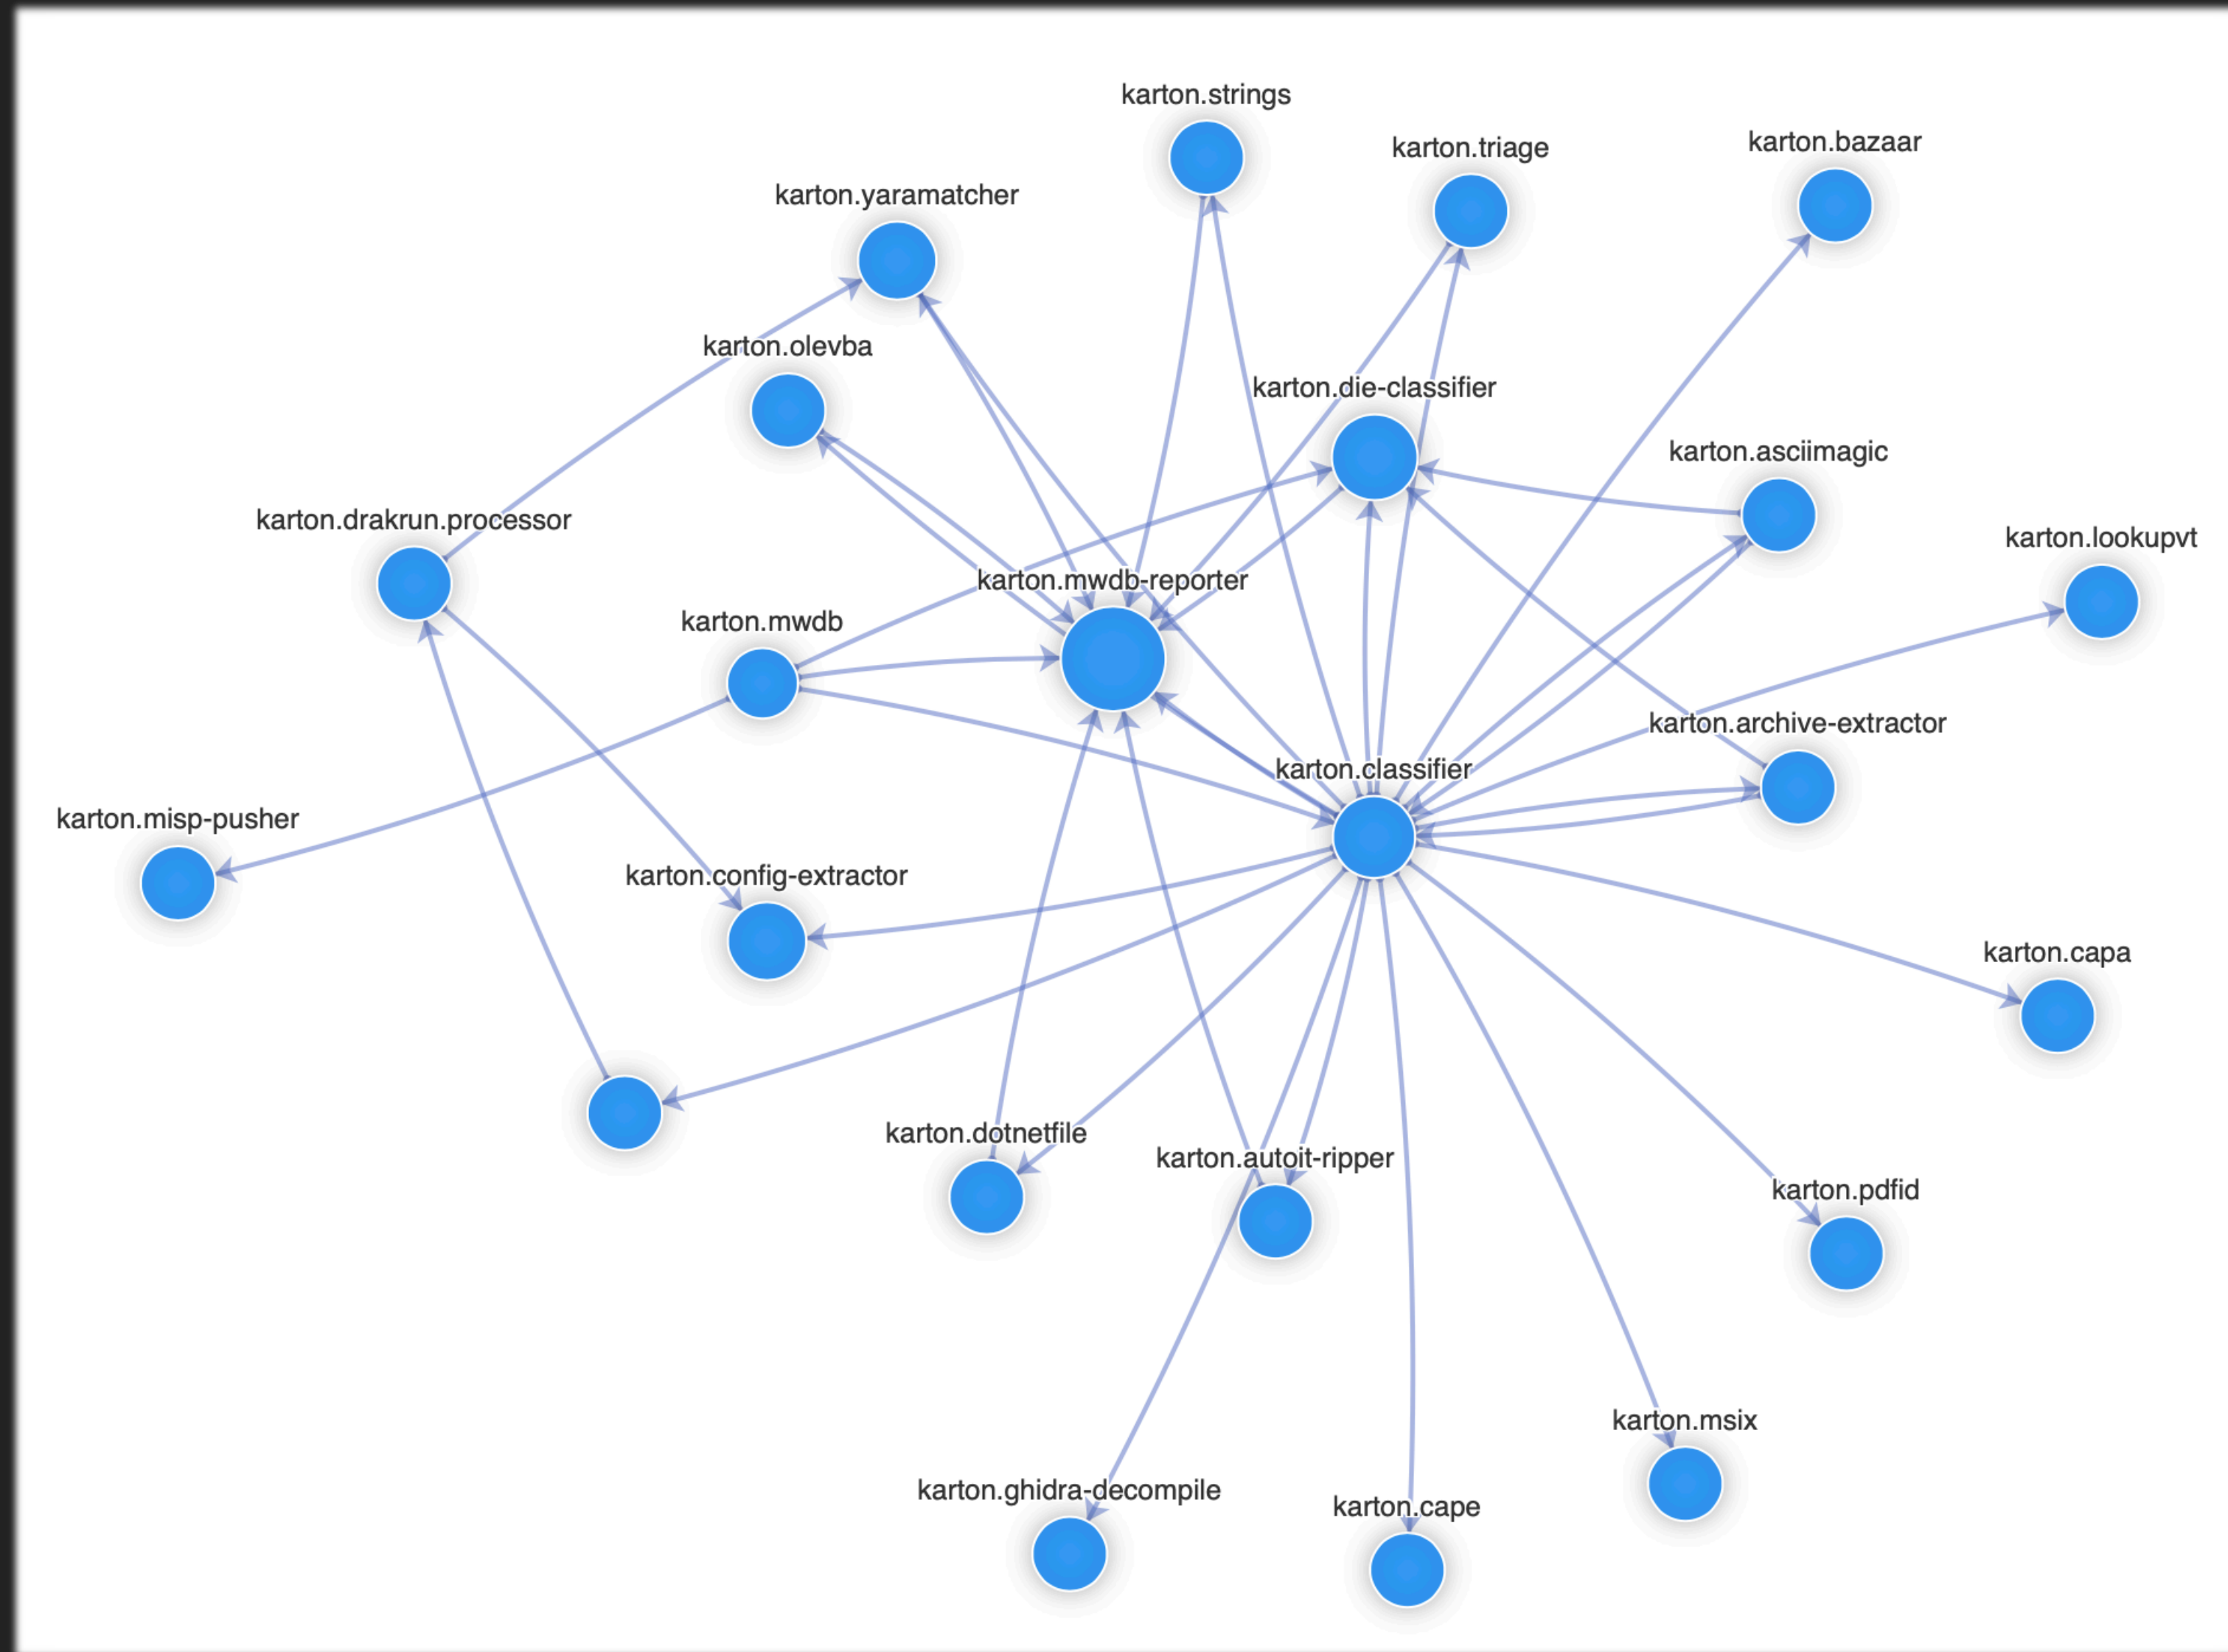 karton.strings
karton.bazaar
karton.triage
karton.yaramatcher
karton.olevba
karton.die-classifier
karton.asciimagic
karton.drakrun.processor
karton.lookupvt
karton.mwdb-reporter
karton.mwdb
karton.archive-extractor
karton.classifier
karton.misp-pusher
karton.config-extractor
karton.capa
karton.dotnetfile
karton.autoit-ripper
karton.pdfid
karton.msix
karton.ghidra-decompile
karton.cape